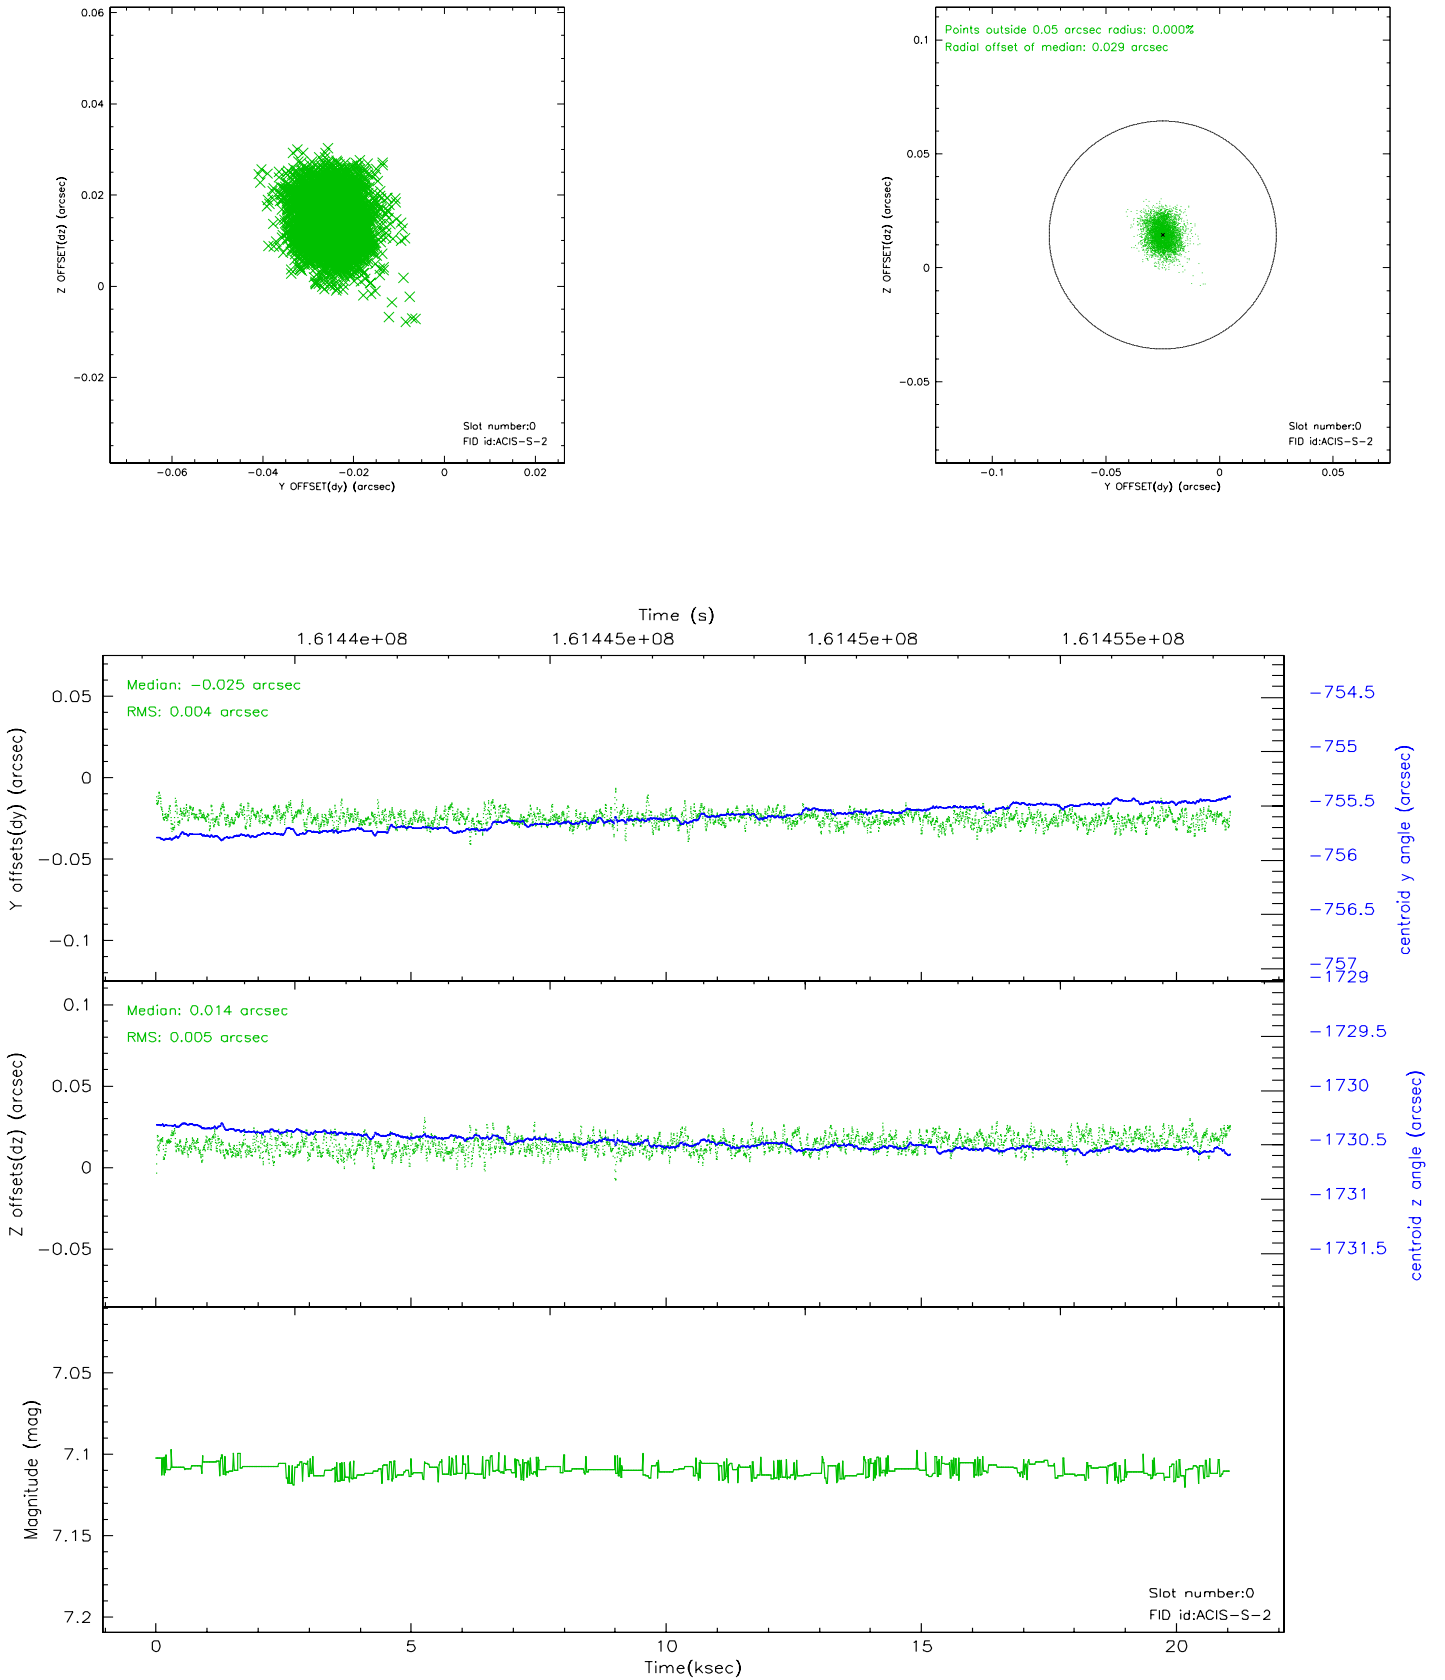 0.06
0.04
0.02
0
−0.02
Z OFFSET(dz) (arcsec)
Slot number:0
FID id:ACIS−S−2
−0.06 −0.04 −0.02 0 0.02
Y OFFSET(dy) (arcsec)
Points outside 0.05 arcsec radius: 0.000%
Radial offset of median: 0.029 arcsec
0.1
0.05
0
−0.05
Z OFFSET(dz) (arcsec)
Slot number:0
FID id:ACIS−S−2
−0.1 −0.05 0 0.05
Y OFFSET(dy) (arcsec)
Time (s)
1.6144e+08 1.61445e+08 1.6145e+08 1.61455e+08
Median: −0.025 arcsec
RMS: 0.004 arcsec
0.05
0
−0.05
−0.1
Y offsets(dy) (arcsec)
−754.5
−755
−755.5
−756
−756.5
−757
centroid y angle (arcsec)
Median: 0.014 arcsec
RMS: 0.005 arcsec
0.1
0.05
0
−0.05
Z offsets(dz) (arcsec)
−1729
−1729.5
−1730
−1730.5
−1731
−1731.5
centroid z angle (arcsec)
7.05
7.1
7.15
7.2
Magnitude (mag)
Slot number:0
FID id:ACIS−S−2
0 5 10 15 20
Time(ksec)